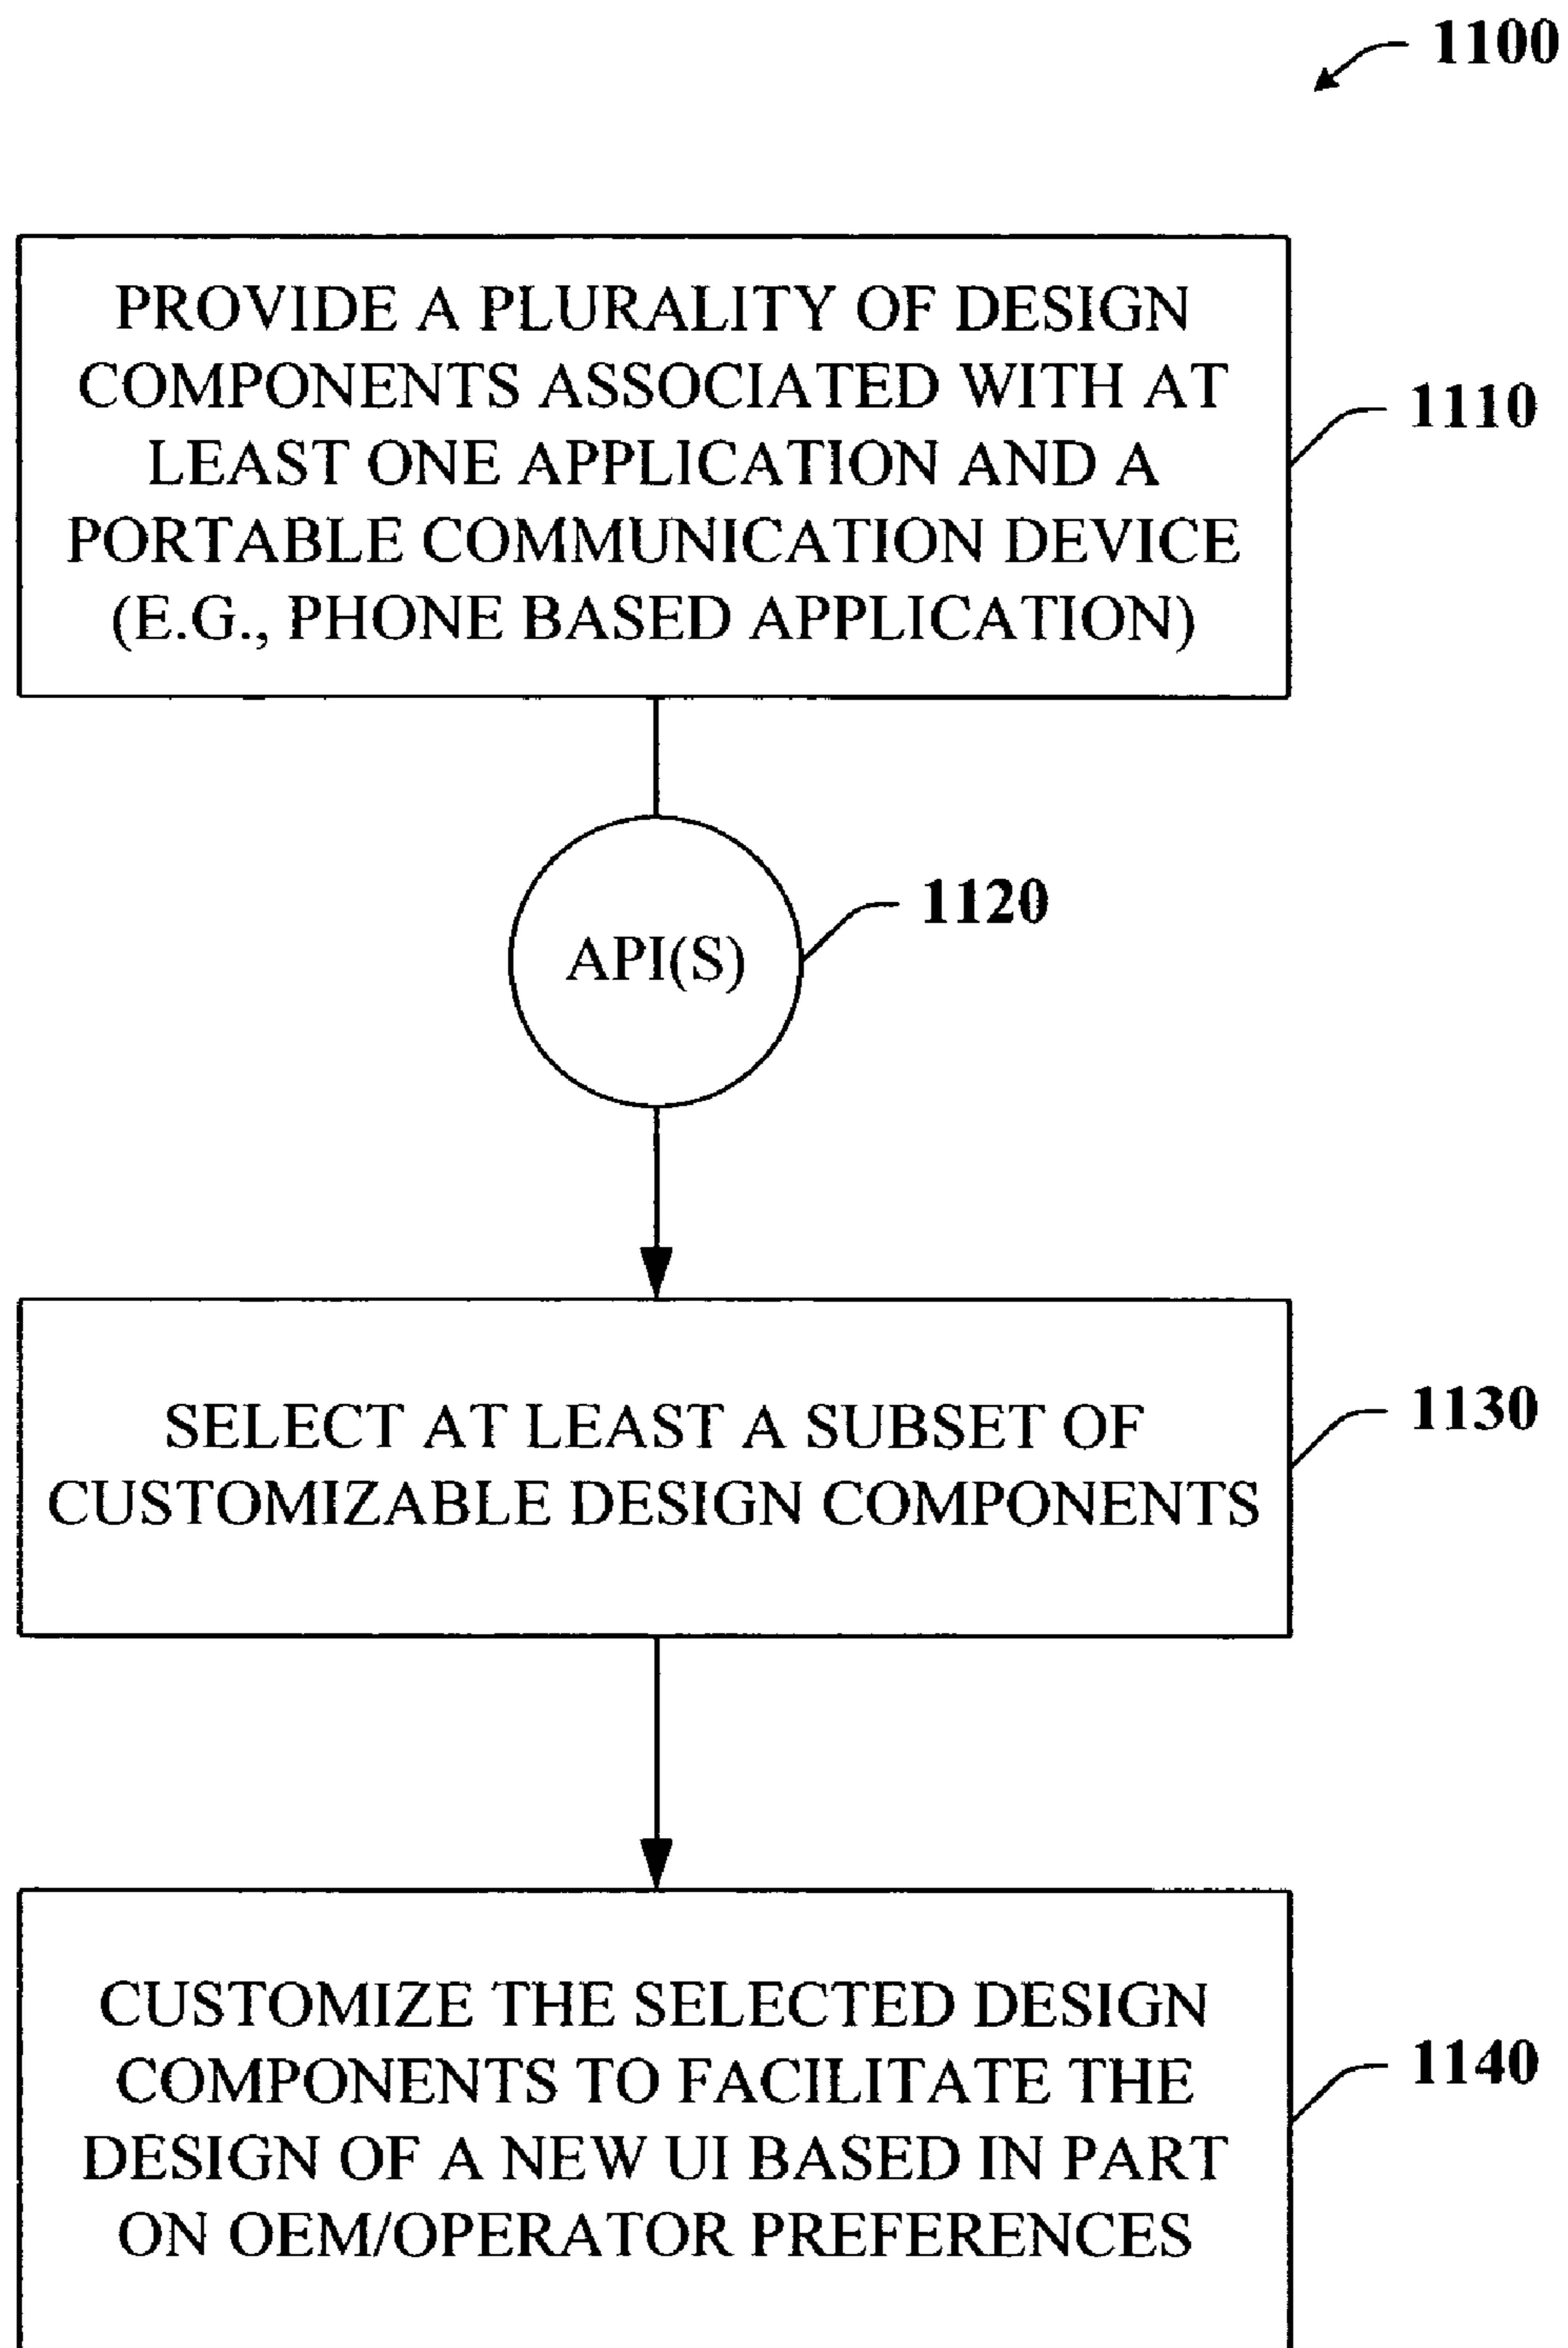 1100
PROVIDE A PLURALITY OF DESIGN
COMPONENTS ASSOCIATED WITH AT
LEAST ONE APPLICATION AND A
PORTABLE COMMUNICATION DEVICE
(E.G., PHONE BASED APPLICATION)
1110
API(S)
1120
SELECT AT LEAST A SUBSET OF
CUSTOMIZABLE DESIGN COMPONENTS
1130
CUSTOMIZE THE SELECTED DESIGN
COMPONENTS TO FACILITATE THE
DESIGN OF A NEW UI BASED IN PART
ON OEM/OPERATOR PREFERENCES
1140